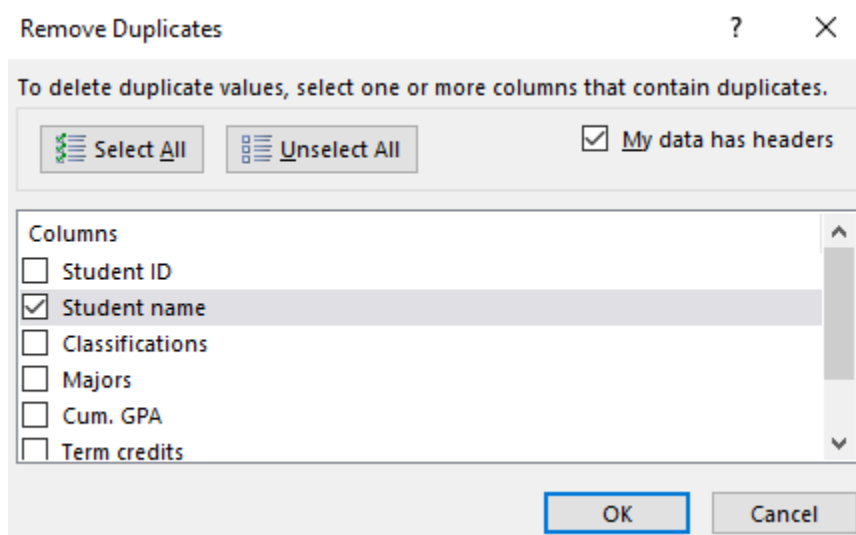 Remove Duplicates ?
To delete duplicate values, select one or more columns that contain duplicates.
Select All Unselect All My data has headers
Columns
Student ID
Student name
Classifications
Majors
Cum. GPA
Term credits
OK Cancel